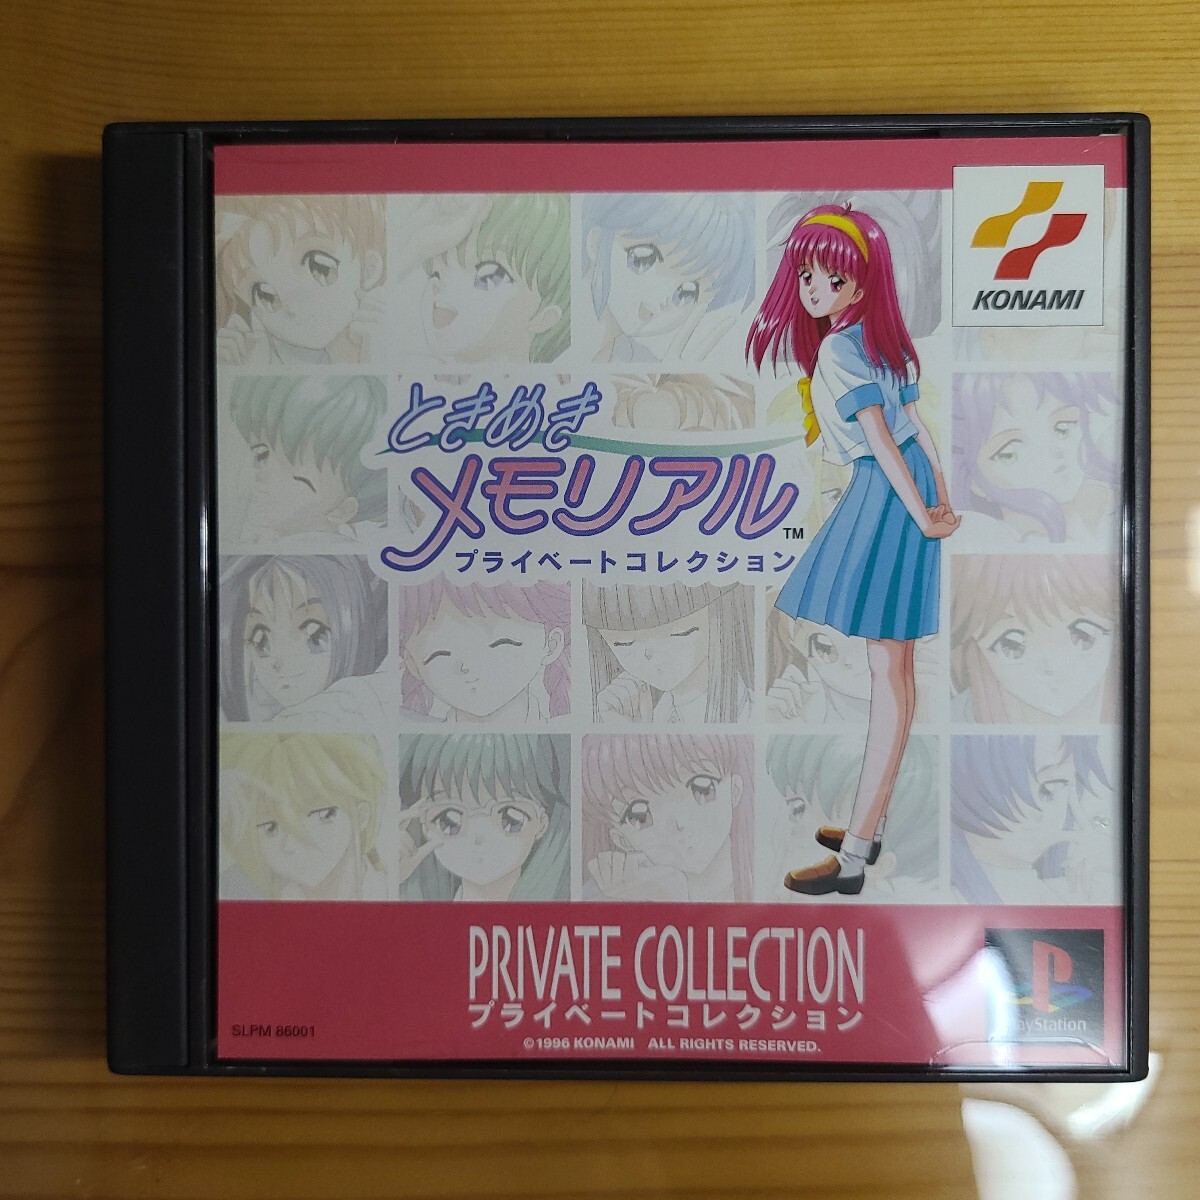 KONAMI
ときめき
メモリアル™
プライベートコレクション
PRIVATE COLLECTION
プライベートコレクション
SLPM 86001
©1996 KONAMI ALL RIGHTS RESERVED.
PlayStation